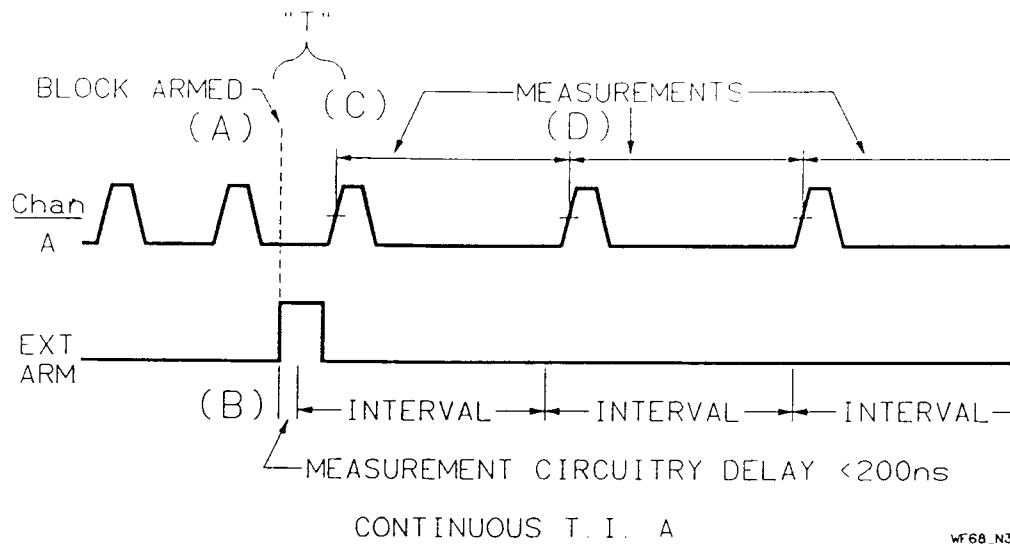 "T"
BLOCK ARMED
(A)
(C)
MEASUREMENTS
(D)
Chan
A
EXT
ARM
(B)
INTERVAL
INTERVAL
INTERVAL
MEASUREMENT CIRCUITRY DELAY <200ns
CONTINUOUS T.I. A
WF68_N3